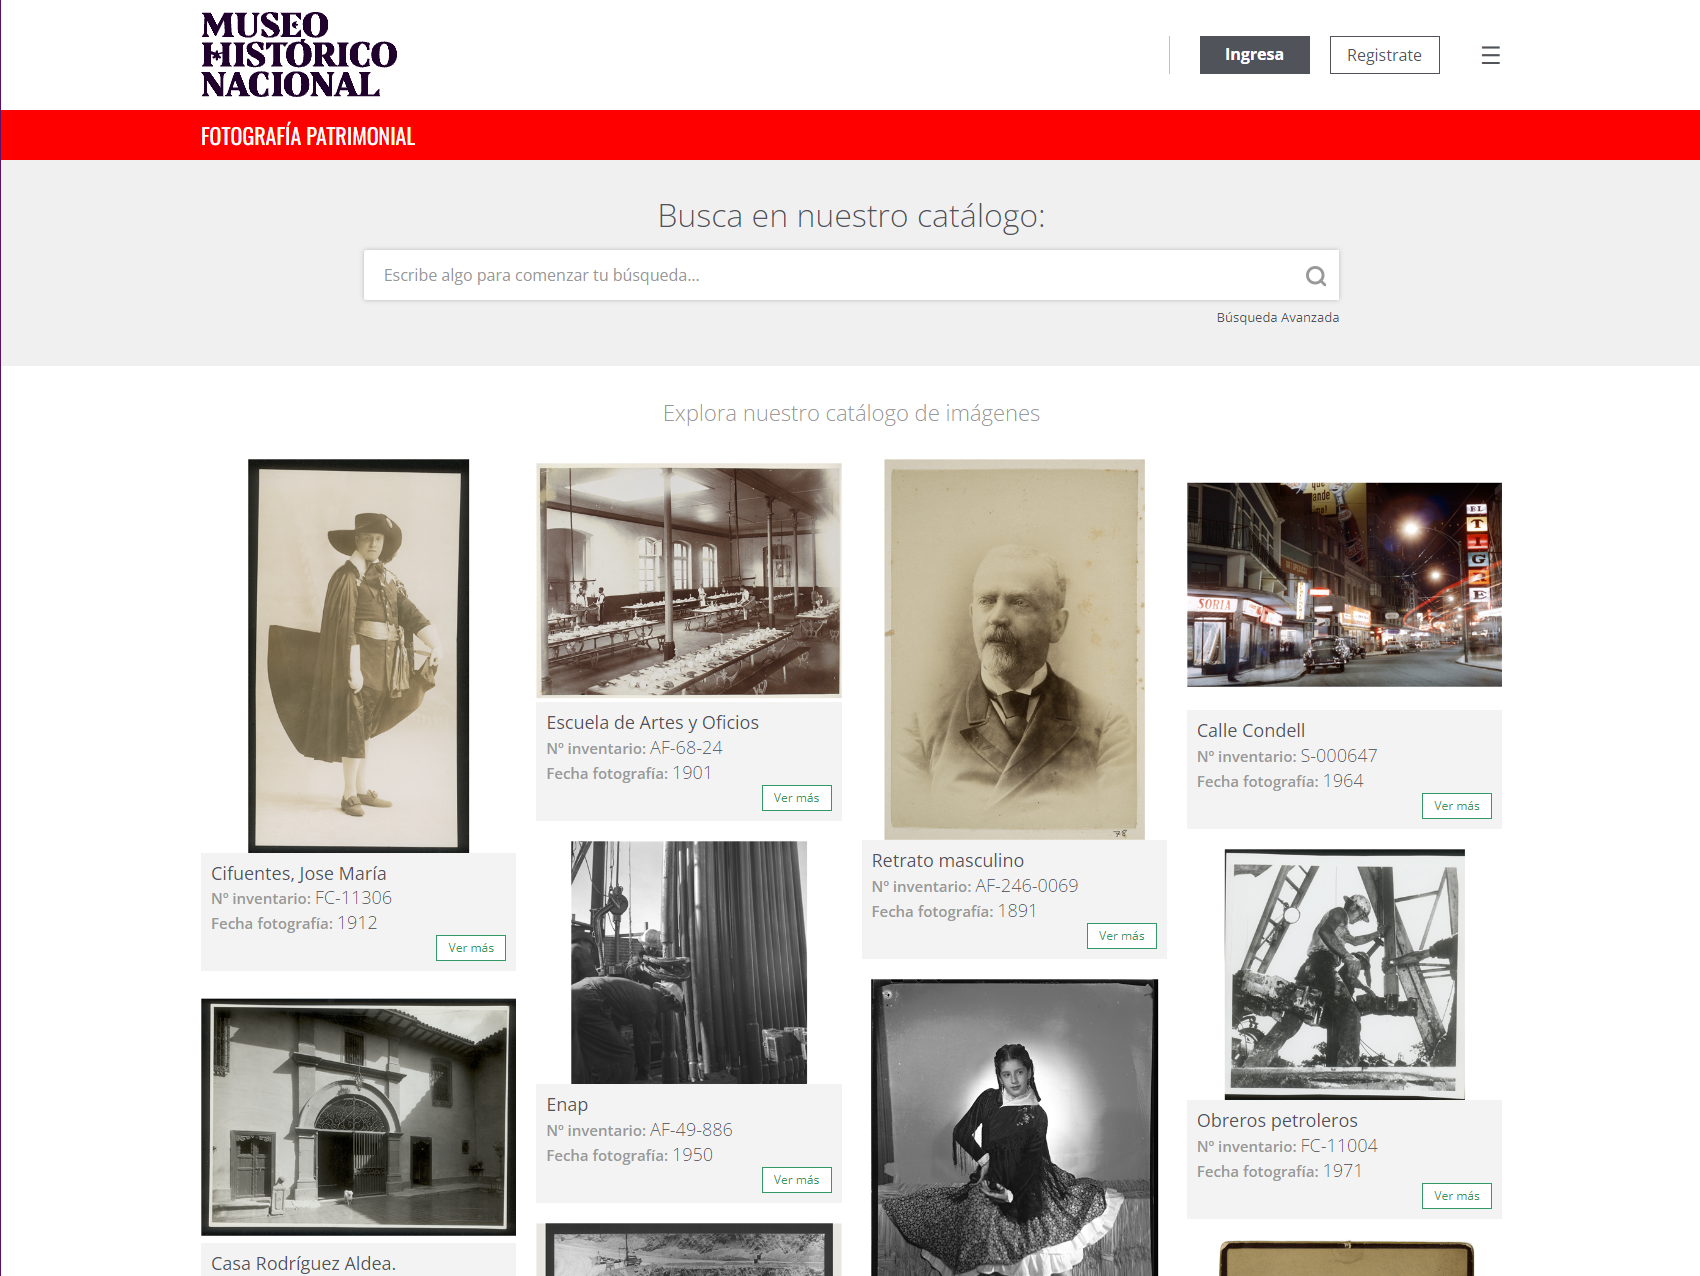 MUSEO
HISTÓRICO
NACIONAL
Ingresa
Registrate
FOTOGRAFÍA PATRIMONIAL
Busca en nuestro catálogo:
Escribe algo para comenzar tu búsqueda...
Búsqueda Avanzada
Explora nuestro catálogo de imágenes
Cifuentes, Jose María
Nº inventario: FC-11306
Fecha fotografía: 1912
Ver más
Casa Rodríguez Aldea.
Escuela de Artes y Oficios
Nº inventario: AF-68-24
Fecha fotografía: 1901
Ver más
Enap
Nº inventario: AF-49-886
Fecha fotografía: 1950
Ver más
78
Retrato masculino
Nº inventario: AF-246-0069
Fecha fotografía: 1891
Ver más
que
ande
EL
TIGRE
SORIA
Calle Condell
Nº inventario: S-000647
Fecha fotografía: 1964
Ver más
Obreros petroleros
Nº inventario: FC-11004
Fecha fotografía: 1971
Ver más